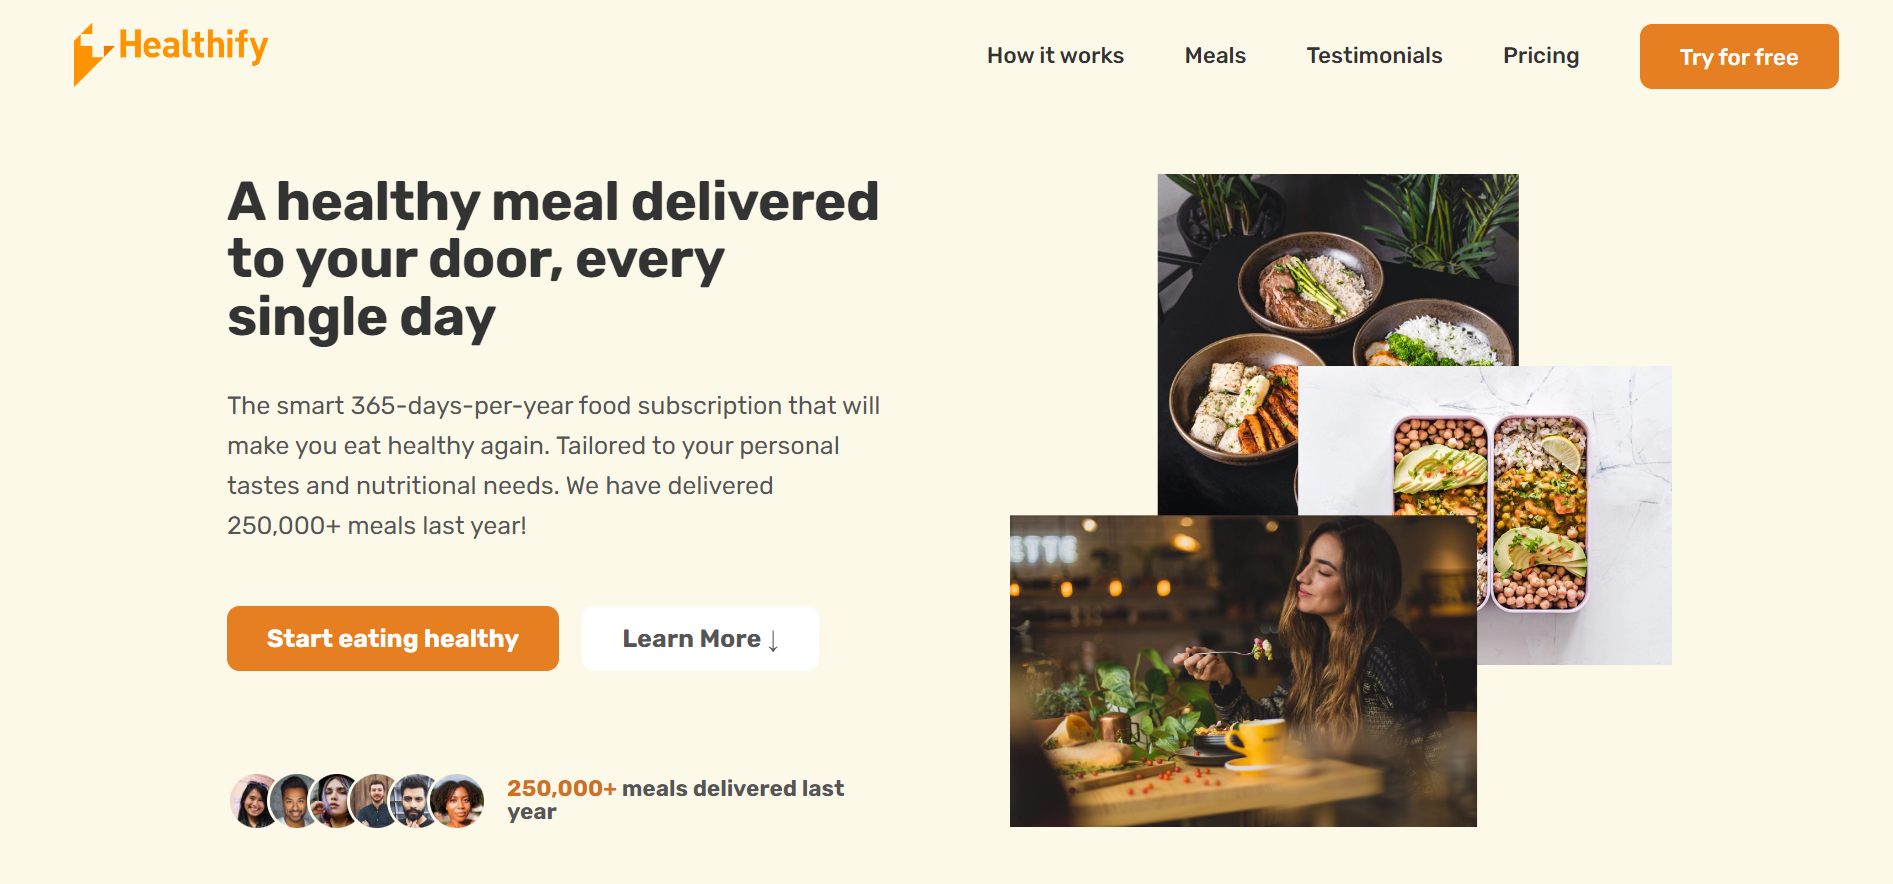 Healthify
How it works
Meals
Testimonials
Pricing
Try for free
A healthy meal delivered
to your door, every
single day
The smart 365-days-per-year food subscription that will
make you eat healthy again. Tailored to your personal
tastes and nutritional needs. We have delivered
250,000+ meals last year!
Start eating healthy
Learn More ↓
250,000+ meals delivered last
year
ETTE